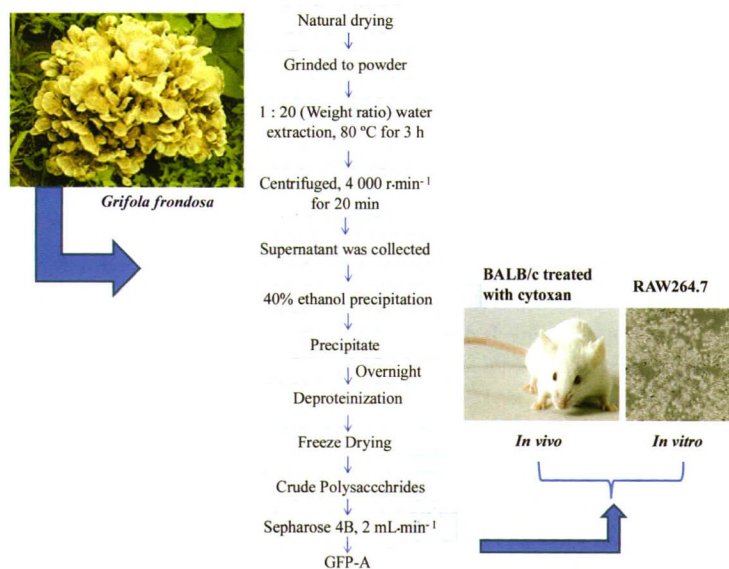 Grifola frondosa
Natural drying
Grinded to powder
1 : 20 (Weight ratio) water
extraction, 80 ºC for 3 h
Centrifuged, 4 000 r·min⁻¹
for 20 min
Supernatant was collected
40% ethanol precipitation
Precipitate
Overnight
Deproteinization
Freeze Drying
Crude Polysaccchrides
Sepharose 4B, 2 mL·min⁻¹
GFP-A
BALB/c treated
with cytoxan
In vivo
RAW264.7
In vitro